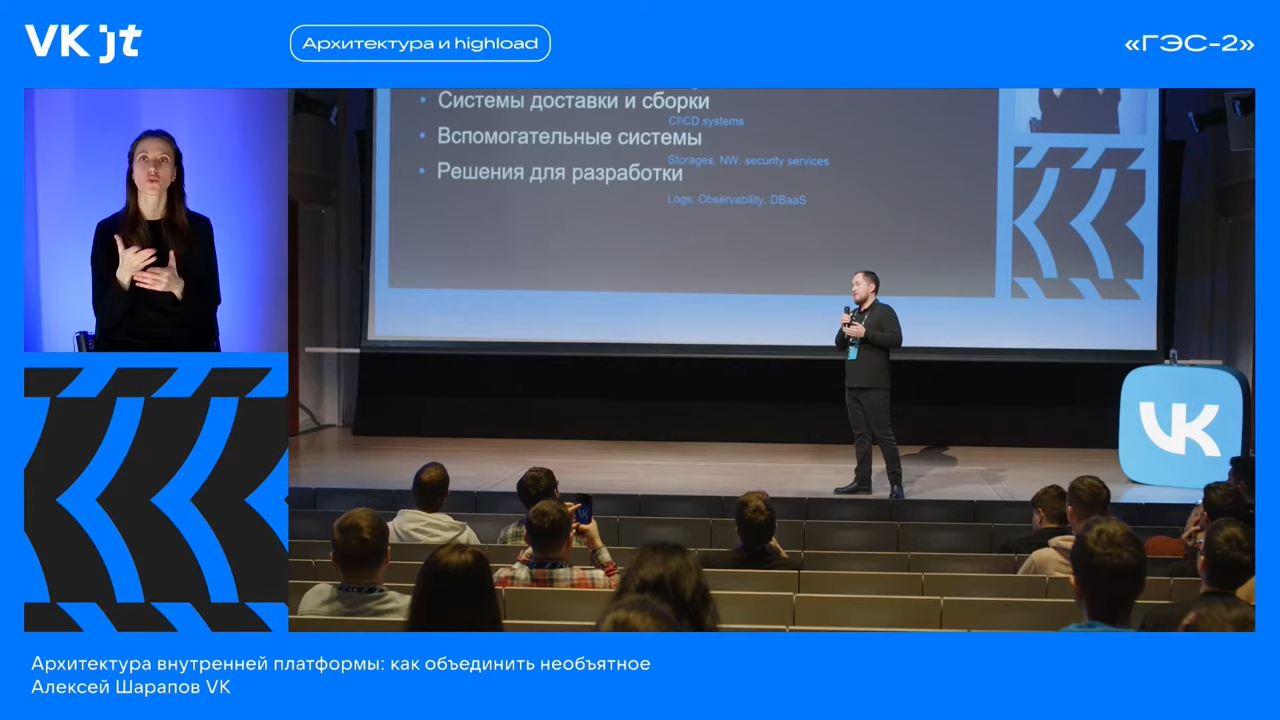 VK jt
Архитектура и highload
«ГЭС-2»
• Системы доставки и сборки
CI\CD systems
• Вспомогательные системы
Storages, NW, security services
• Решения для разработки
Logs, Observability, DBaaS
VK
Архитектура внутренней платформы: как объединить необъятное
Алексей Шарапов VK